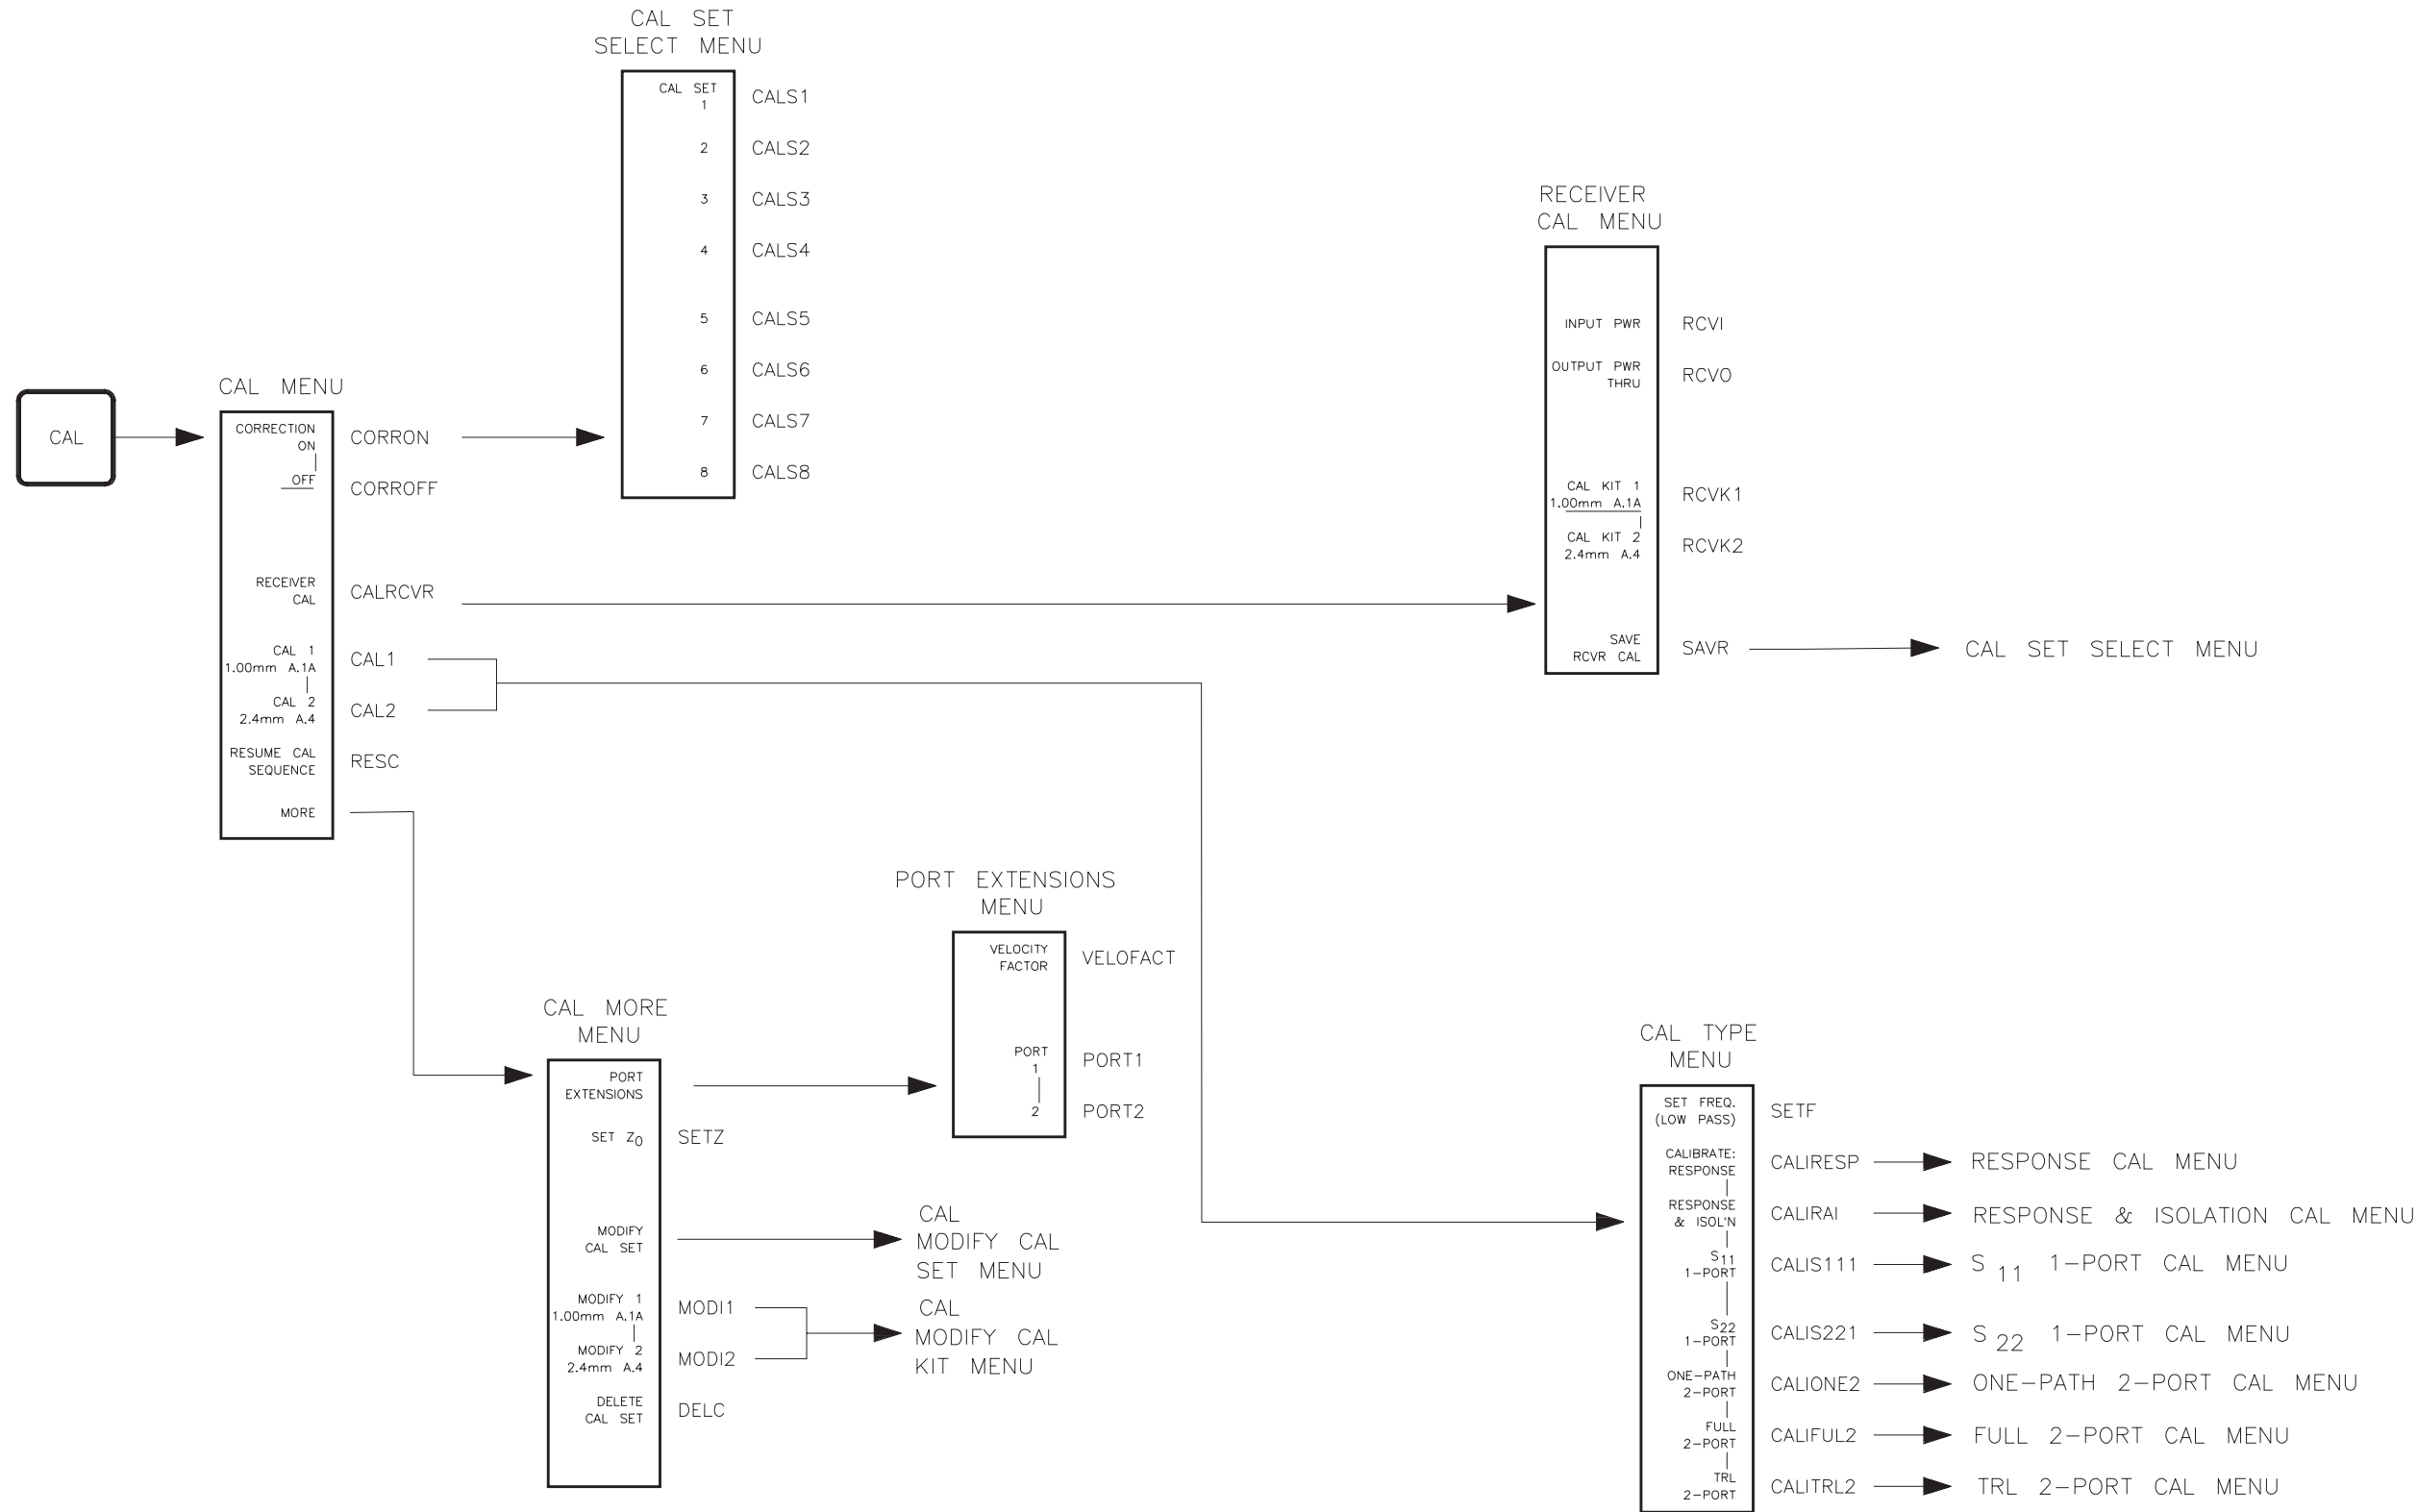 CAL SET
SELECT MENU
CAL SET
1
CALS1
2
CALS2
3
CALS3
4
CALS4
5
CALS5
6
CALS6
7
CALS7
8
CALS8
CAL
CAL MENU
CORRECTION
ON
OFF
CORRON
CORROFF
RECEIVER
CAL
CALRCVR
CAL 1
1.00mm A.1A
CAL1
CAL 2
2.4mm A.4
CAL2
RESUME CAL
SEQUENCE
RESC
MORE
RECEIVER
CAL MENU
INPUT PWR
RCVI
OUTPUT PWR
THRU
RCVO
CAL KIT 1
1.00mm A.1A
RCVK1
CAL KIT 2
2.4mm A.4
RCVK2
SAVE
RCVR CAL
SAVR
CAL SET SELECT MENU
PORT EXTENSIONS
MENU
VELOCITY
FACTOR
VELOFACT
PORT
1
PORT1
2
PORT2
CAL MORE
MENU
PORT
EXTENSIONS
SET Z0
SETZ
MODIFY
CAL SET
CAL
MODIFY CAL
SET MENU
MODIFY 1
1.00mm A.1A
MODI1
MODIFY 2
2.4mm A.4
MODI2
CAL
MODIFY CAL
KIT MENU
DELETE
CAL SET
DELC
CAL TYPE
MENU
SET FREQ.
(LOW PASS)
SETF
CALIBRATE:
RESPONSE
CALIRESP
RESPONSE CAL MENU
RESPONSE
& ISOL'N
CALIRAI
RESPONSE & ISOLATION CAL MENU
S11
1-PORT
CALIS111
S 11 1-PORT CAL MENU
S22
1-PORT
CALIS221
S 22 1-PORT CAL MENU
ONE-PATH
2-PORT
CALIONE2
ONE-PATH 2-PORT CAL MENU
FULL
2-PORT
CALIFUL2
FULL 2-PORT CAL MENU
TRL
2-PORT
CALITRL2
TRL 2-PORT CAL MENU